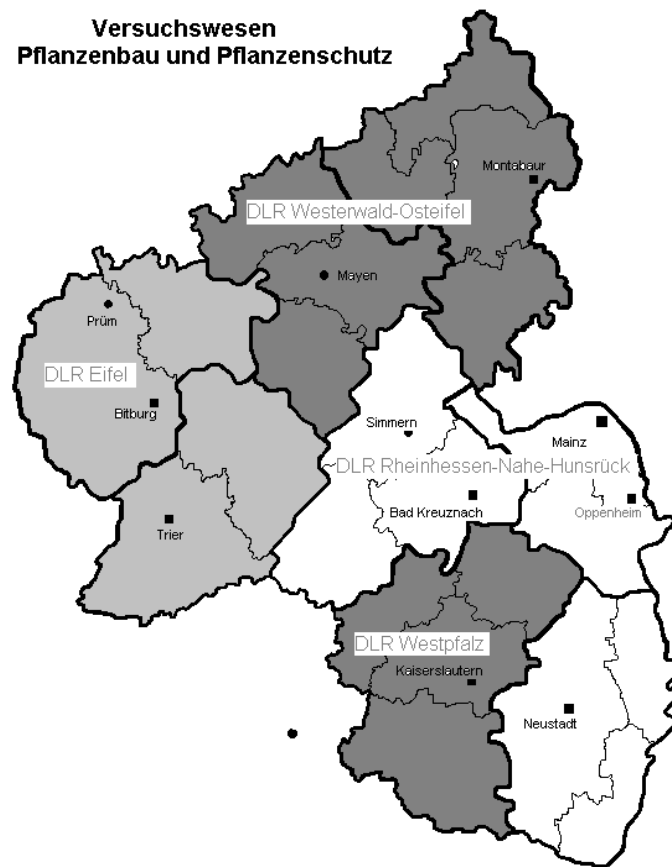 Versuchswesen
Pflanzenbau und Pflanzenschutz
Montabaur
DLR Westerwald-Osteifel
Mayen
Prüm
DLR Eifel
Bitburg
Simmern
Mainz
DLR Rheinhessen-Nahe-Hunsrück
Bad Kreuznach
Oppenheim
Trier
DLR Westpfalz
Kaiserslautern
Neustadt